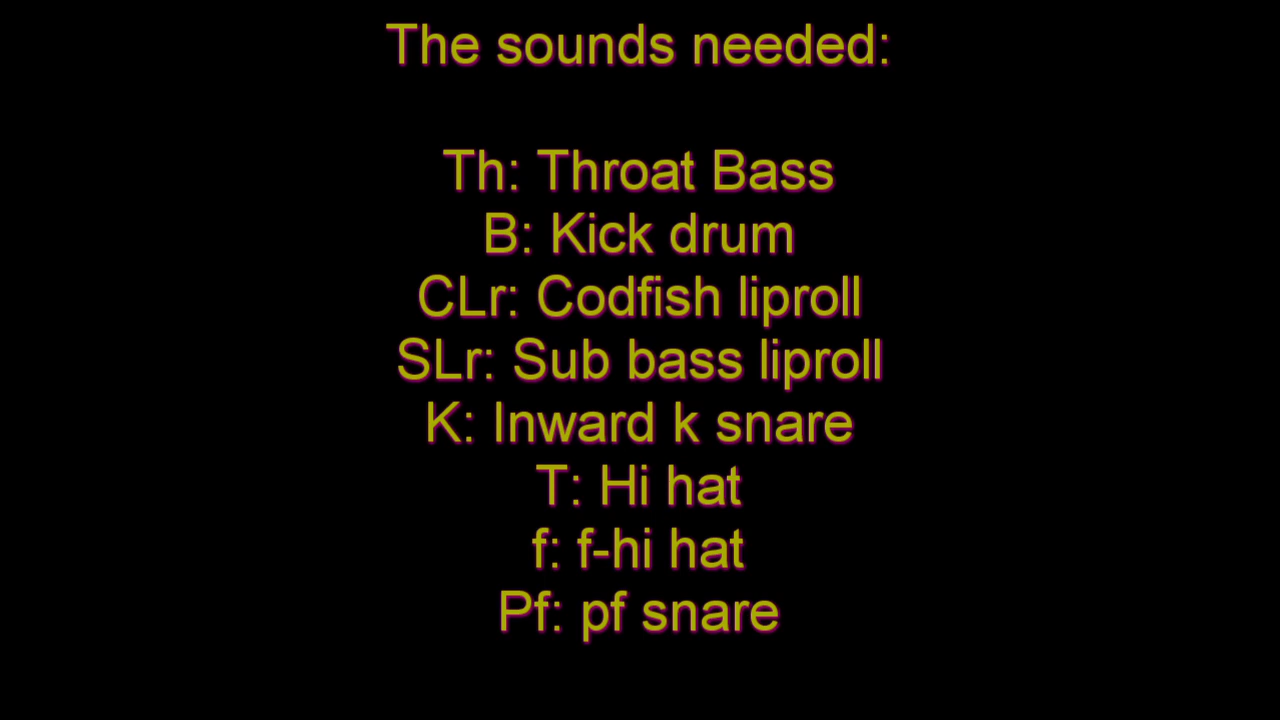 The sounds needed:
Th: Throat Bass
B: Kick drum
CLr: Codfish liproll
SLr: Sub bass liproll
K: Inward k snare
T: Hi hat
f: f-hi hat
Pf: pf snare